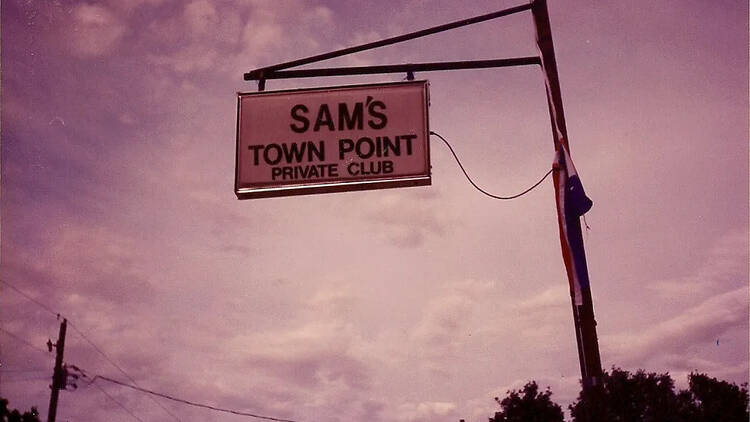 SAM'S
TOWN POINT
PRIVATE CLUB